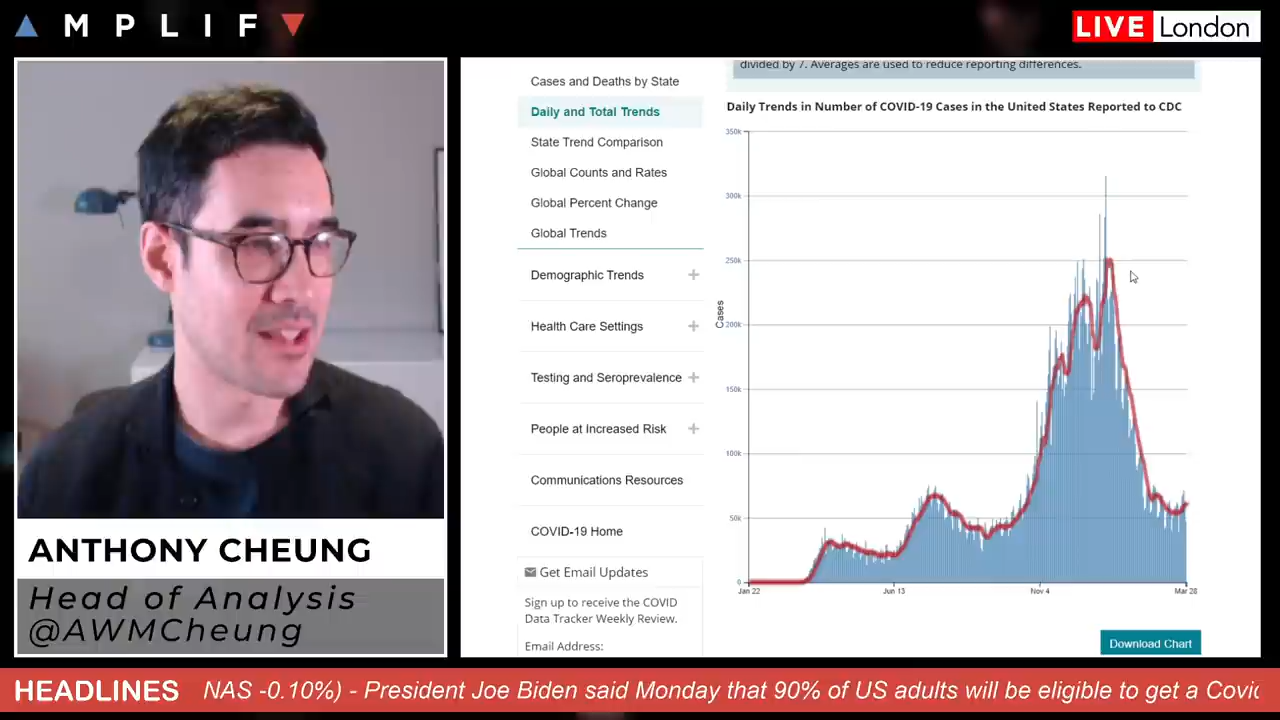 AMPLIFY
LIVE London
ANTHONY CHEUNG
Head of Analysis
@AWMCheung
Cases and Deaths by State
Daily and Total Trends
State Trend Comparison
Global Counts and Rates
Global Percent Change
Global Trends
Demographic Trends
Health Care Settings
Testing and Seroprevalence
People at Increased Risk
Communications Resources
COVID-19 Home
Get Email Updates
Sign up to receive the COVID
Data Tracker Weekly Review.
Email Address:
divided by 7. Averages are used to reduce reporting differences.
Daily Trends in Number of COVID-19 Cases in the United States Reported to CDC
350k
300k
250k
200k
150k
100k
50k
0
Cases
Jan 22
Jun 13
Nov 4
Mar 28
Download Chart
HEADLINES NAS -0.10%) - President Joe Biden said Monday that 90% of US adults will be eligible to get a Covid